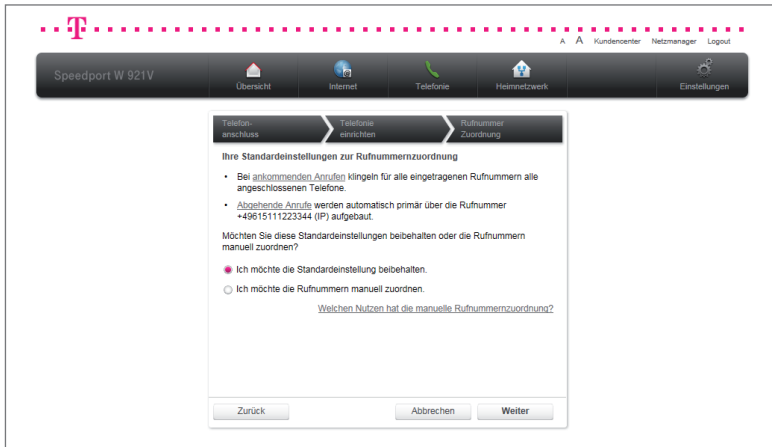 T
A A Kundencenter Netzmanager Logout
Speedport W 921V
Übersicht Internet Telefonie Heimnetzwerk Einstellungen
Telefon- Telefonie Rufnummer
anschluss einrichten Zuordnung
Ihre Standardeinstellungen zur Rufnummernzuordnung
• Bei ankommenden Anrufen klingeln für alle eingetragenen Rufnummern alle
angeschlossenen Telefone.
• Abgehende Anrufe werden automatisch primär über die Rufnummer
+49615111223344 (IP) aufgebaut.
Möchten Sie diese Standardeinstellungen beibehalten oder die Rufnummern
manuell zuordnen?
Ich möchte die Standardeinstellung beibehalten.
Ich möchte die Rufnummern manuell zuordnen.
Welchen Nutzen hat die manuelle Rufnummernzuordnung?
Zurück Abbrechen Weiter